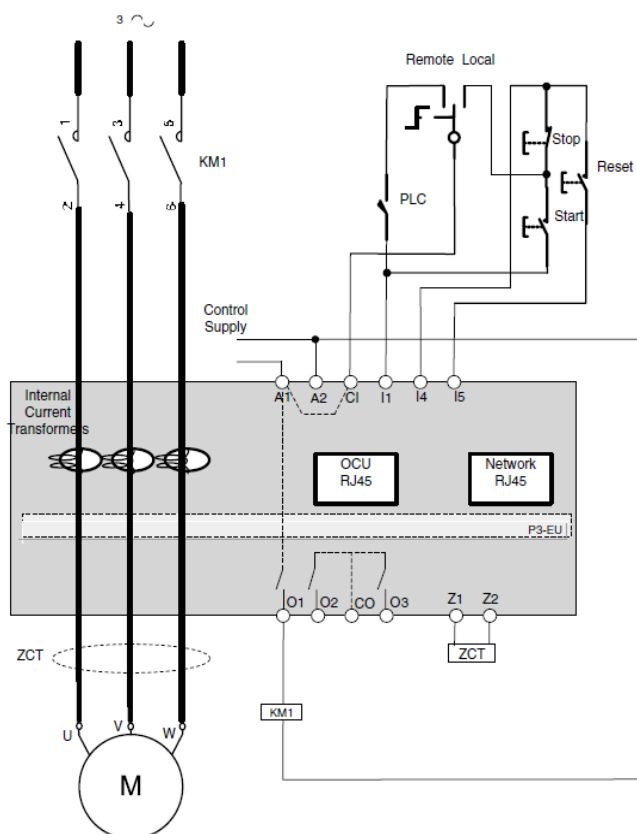 3 ∿
Remote Local
1 3 5
KM1
2 4 6
Stop
Reset
PLC
Start
Control
Supply
A1 A2 CI I1 I4 I5
Internal
Current
Transformers
OCU
RJ45
Network
RJ45
P3-EU
O1 O2 CO O3 Z1 Z2
ZCT
ZCT
KM1
U V W
M